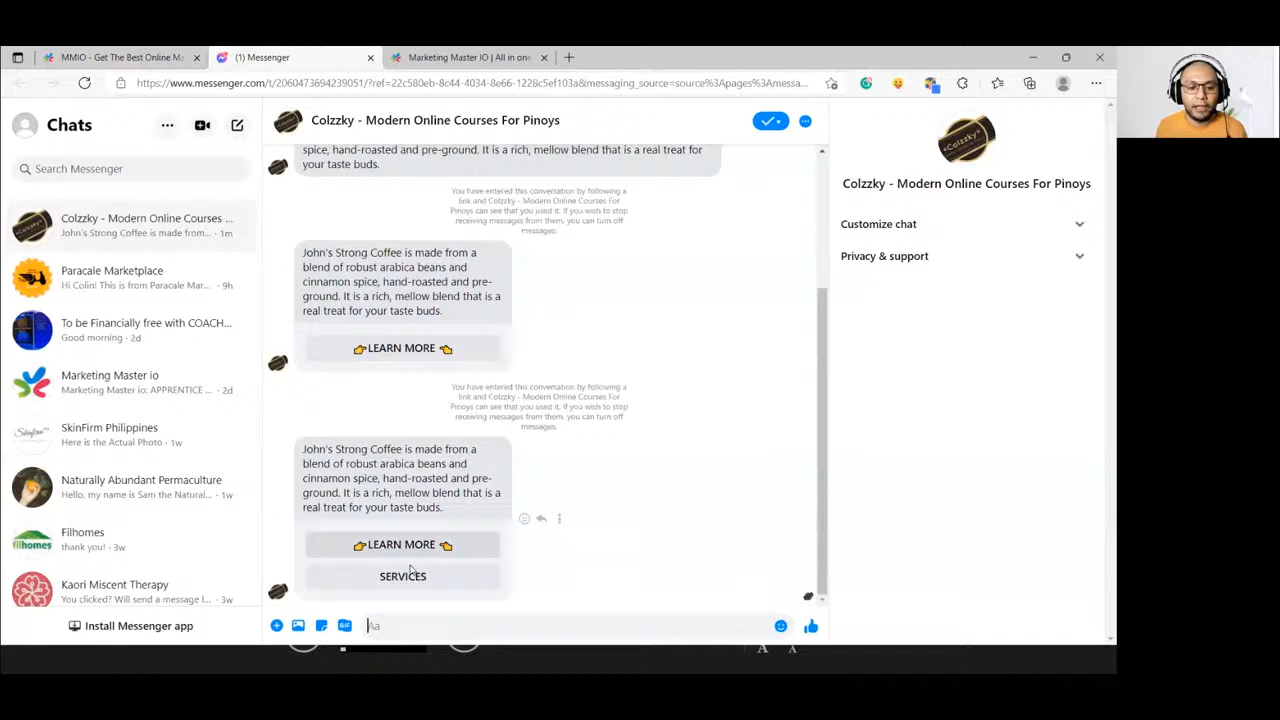 MMIO - Get The Best Online Ma
(1) Messenger
Marketing Master IO | All in one
https://www.messenger.com/t/2060473694239051/?ref=22c580eb-8c44-4034-8e66-1228c5ef103a&messaging_source=source%3Apages%3Amessa...
Chats
Search Messenger
Colzzky - Modern Online Courses ...
John's Strong Coffee is made from... · 1m
Paracale Marketplace
Hi Colin! This is from Paracale Mar... · 9h
To be Financially free with COACH...
Good morning · 2d
Marketing Master io
Marketing Master io: APPRENTICE ... · 2d
SkinFirm Philippines
Here is the Actual Photo · 1w
Naturally Abundant Permaculture
Hello, my name is Sam the Natural... · 1w
Filhomes
thank you! · 3w
Kaori Miscent Therapy
You clicked? Will send a message l... · 3w
Install Messenger app
Colzzky - Modern Online Courses For Pinoys
spice, hand-roasted and pre-ground. It is a rich, mellow blend that is a real treat for
your taste buds.
You have entered this conversation by following a
link and Colzzky - Modern Online Courses For
Pinoys can see that you used it. If you wish to stop
receiving messages from them, you can turn off
messages.
John's Strong Coffee is made from a
blend of robust arabica beans and
cinnamon spice, hand-roasted and pre-
ground. It is a rich, mellow blend that is a
real treat for your taste buds.
👉LEARN MORE 👈
You have entered this conversation by following a
link and Colzzky - Modern Online Courses For
Pinoys can see that you used it. If you wish to stop
receiving messages from them, you can turn off
messages.
John's Strong Coffee is made from a
blend of robust arabica beans and
cinnamon spice, hand-roasted and pre-
ground. It is a rich, mellow blend that is a
real treat for your taste buds.
👉LEARN MORE 👈
SERVICES
GIF
Aa
Colzzky
Colzzky - Modern Online Courses For Pinoys
Customize chat
Privacy & support
A A